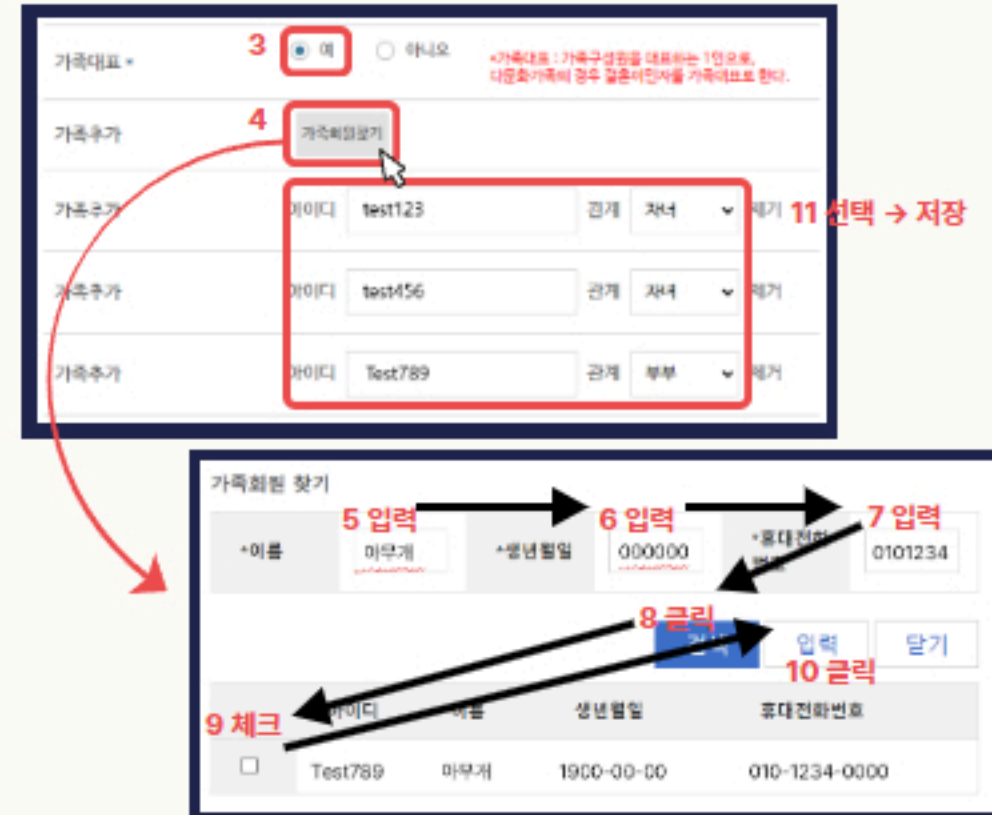 가족대표 *
3
예
아니오
*가족대표 : 가족구성원을 대표하는 1인으로,
다문화가족의 경우 결혼이민자를 가족대표로 한다.
가족추가
4
가족회원찾기
가족추가 아이디 test123 관계 자녀 제거
11 선택 → 저장
가족추가 아이디 test456 관계 자녀 제거
가족추가 아이디 Test789 관계 부부 제거
가족회원 찾기
5 입력
6 입력
7 입력
*이름 아무개 *생년월일 000000 *휴대전화
번호 0101234
8 클릭
검색 입력 닫기
10 클릭
9 체크
아이디 이름 생년월일 휴대전화번호
Test789 아무개 1900-00-00 010-1234-0000